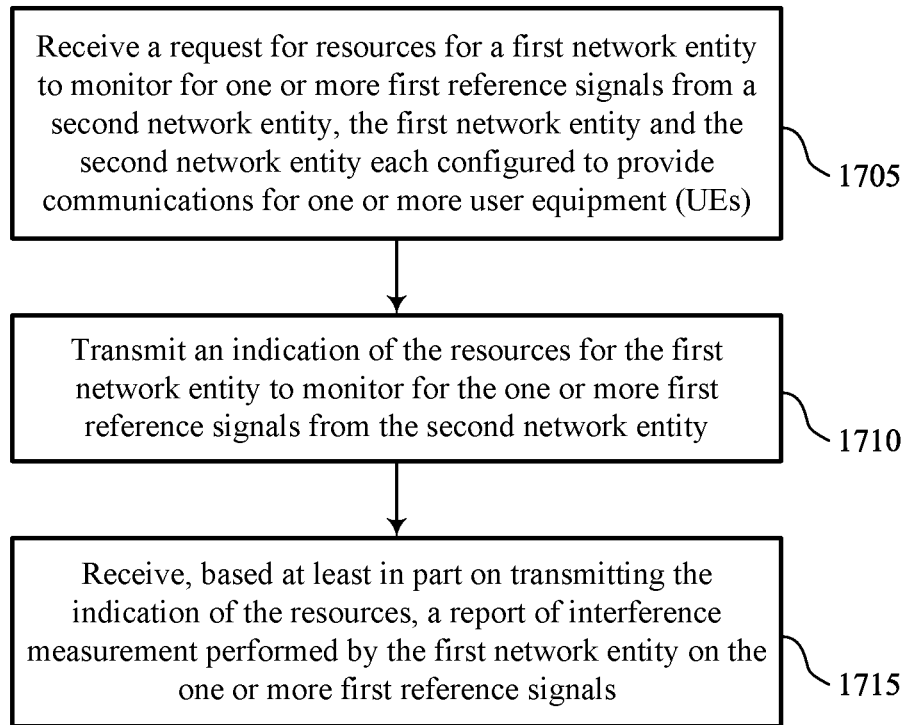 Receive a request for resources for a first network entity
to monitor for one or more first reference signals from a
second network entity, the first network entity and the
second network entity each configured to provide
communications for one or more user equipment (UEs)
1705
Transmit an indication of the resources for the first
network entity to monitor for the one or more first
reference signals from the second network entity
1710
Receive, based at least in part on transmitting the
indication of the resources, a report of interference
measurement performed by the first network entity on the
one or more first reference signals
1715